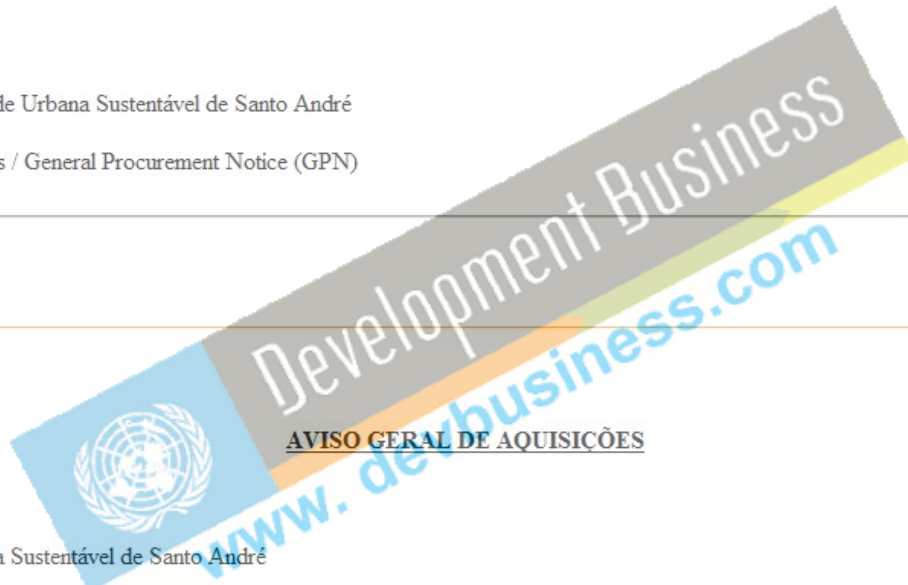 de Urbana Sustentável de Santo André
s / General Procurement Notice (GPN)
Development Business
www.devbusiness.com
AVISO GERAL DE AQUISIÇÕES
a Sustentável de Santo André